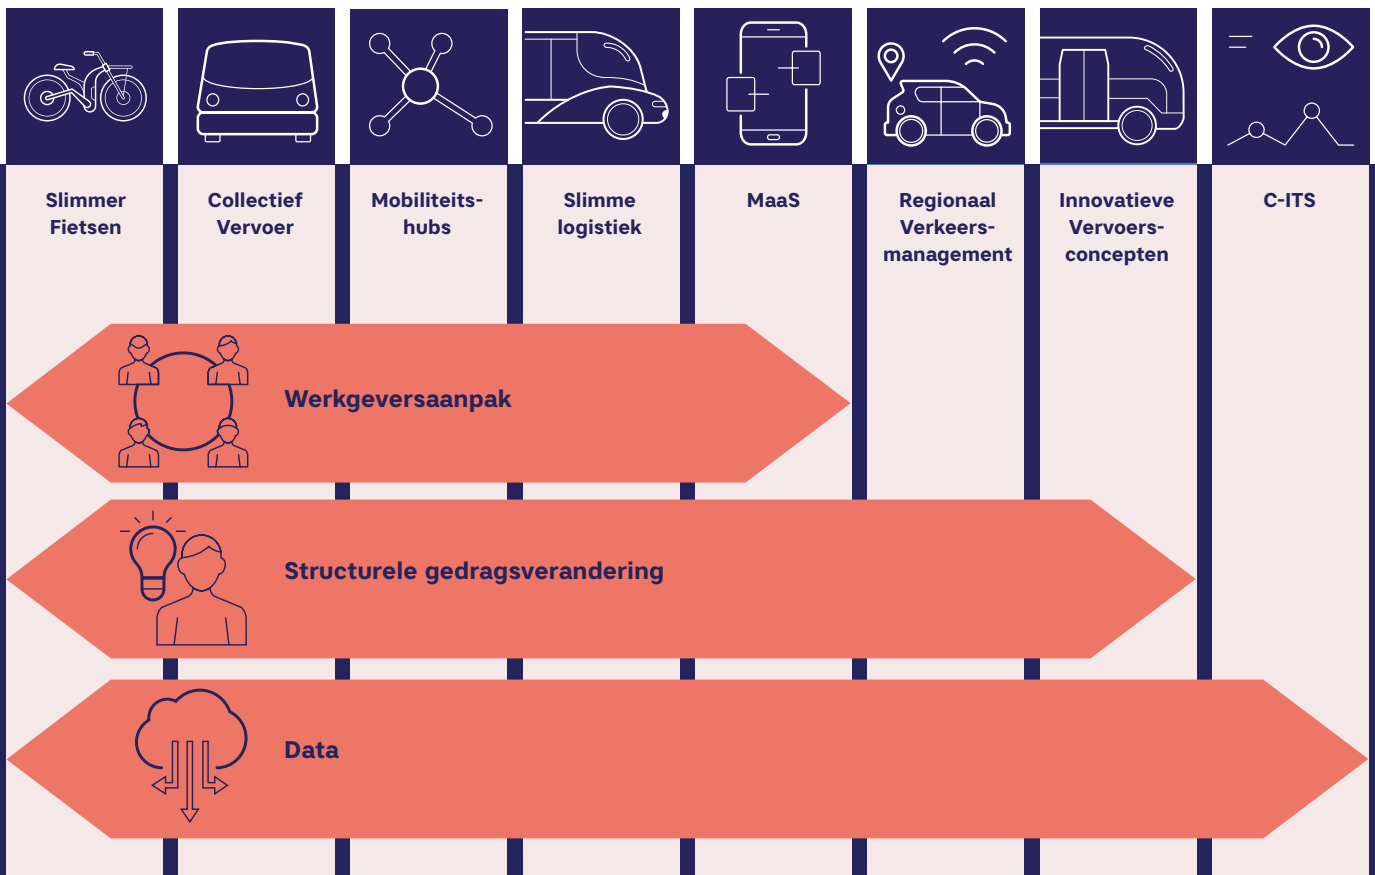 Slimmer
Fietsen
Collectief
Vervoer
Mobiliteits-
hubs
Slimme
logistiek
MaaS
Regionaal
Verkeers-
management
Innovatieve
Vervoers-
concepten
C-ITS
Werkgeversaanpak
Structurele gedragsverandering
Data